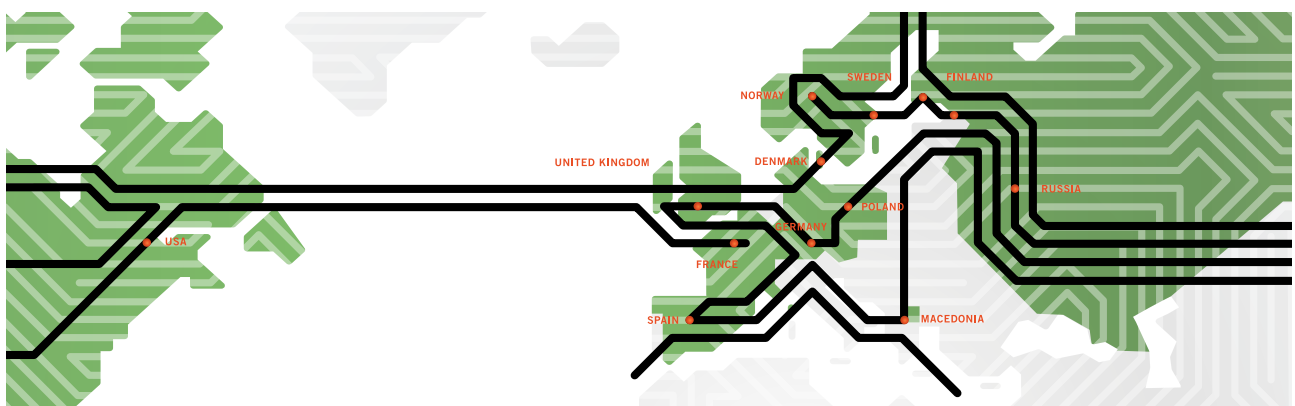 SWEDEN
FINLAND
NORWAY
UNITED KINGDOM
DENMARK
RUSSIA
POLAND
GERMANY
USA
FRANCE
SPAIN
MACEDONIA